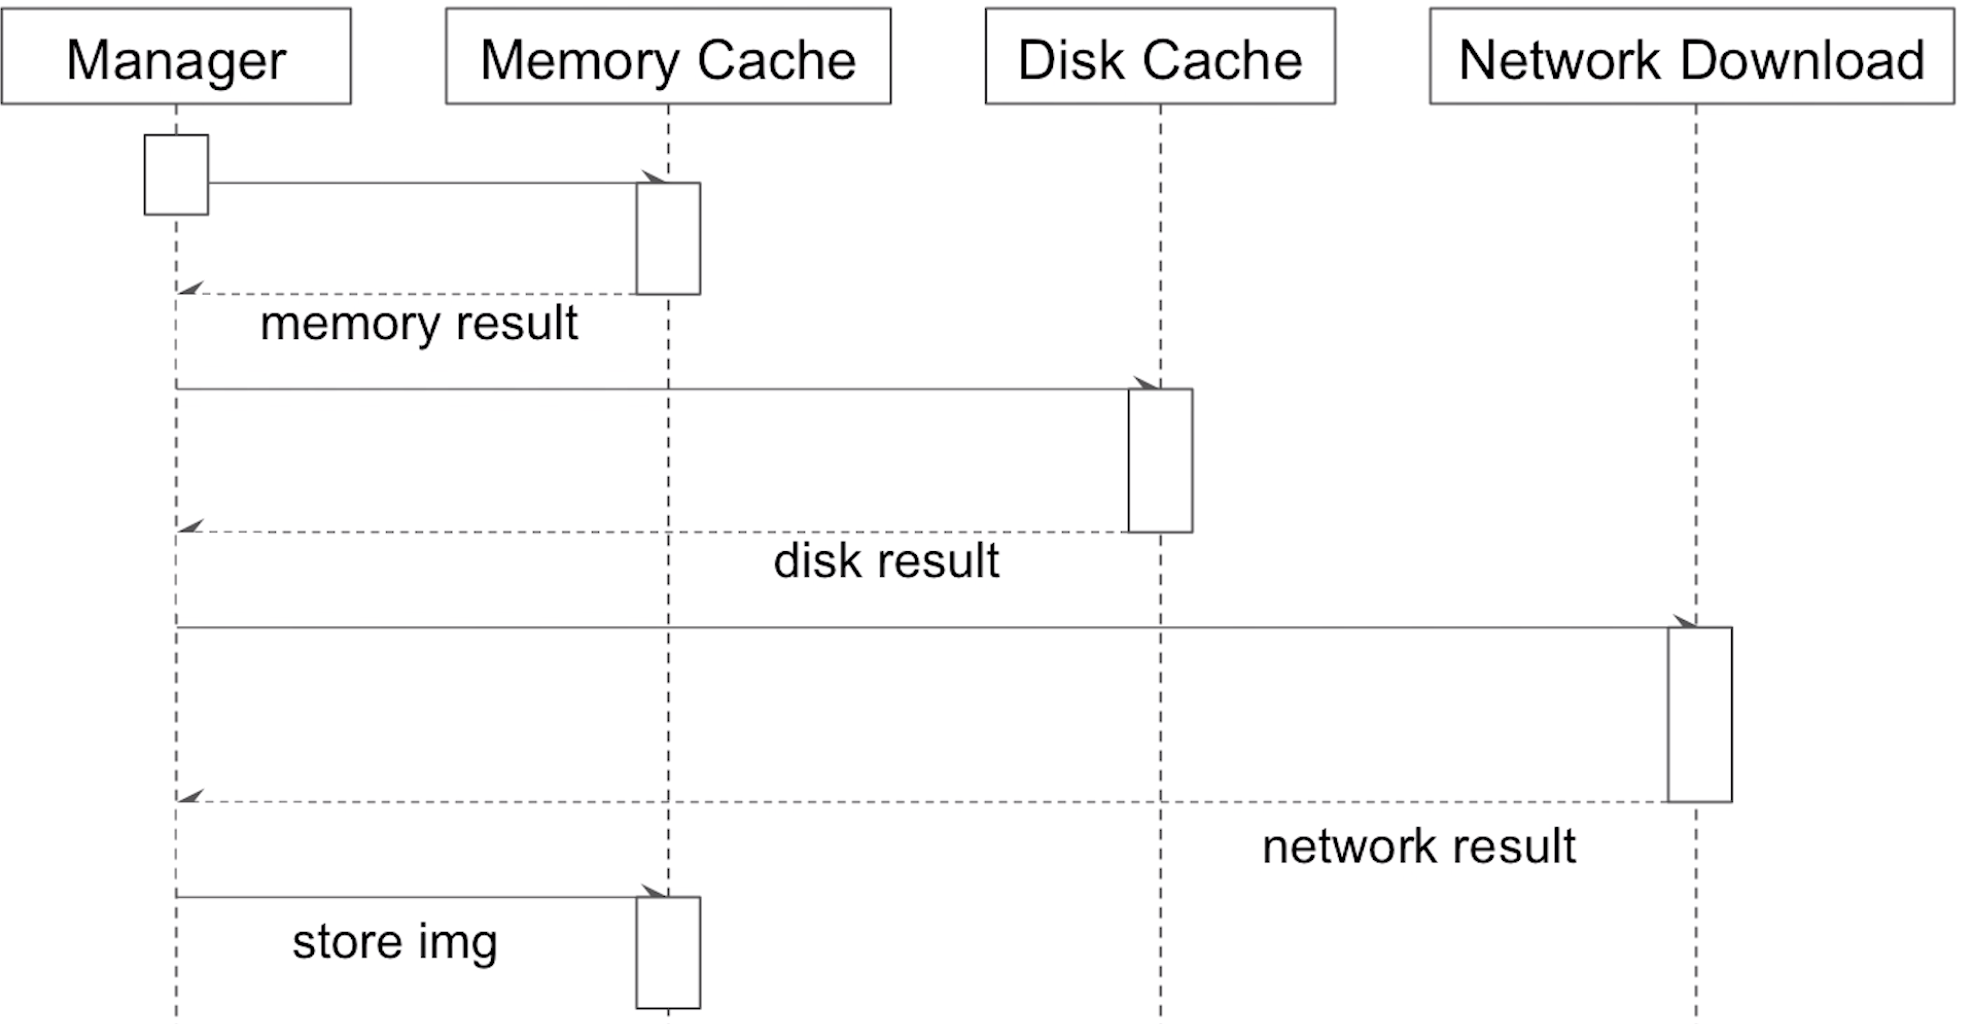 Manager
Memory Cache
Disk Cache
Network Download
memory result
disk result
network result
store img